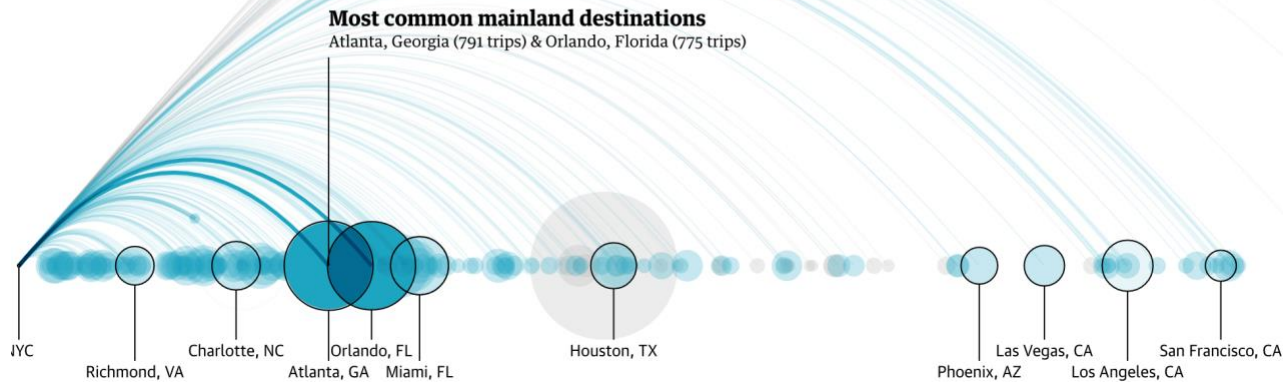 Most common mainland destinations
Atlanta, Georgia (791 trips) & Orlando, Florida (775 trips)
NYC
Richmond, VA
Charlotte, NC
Atlanta, GA
Orlando, FL
Miami, FL
Houston, TX
Phoenix, AZ
Las Vegas, CA
Los Angeles, CA
San Francisco, CA